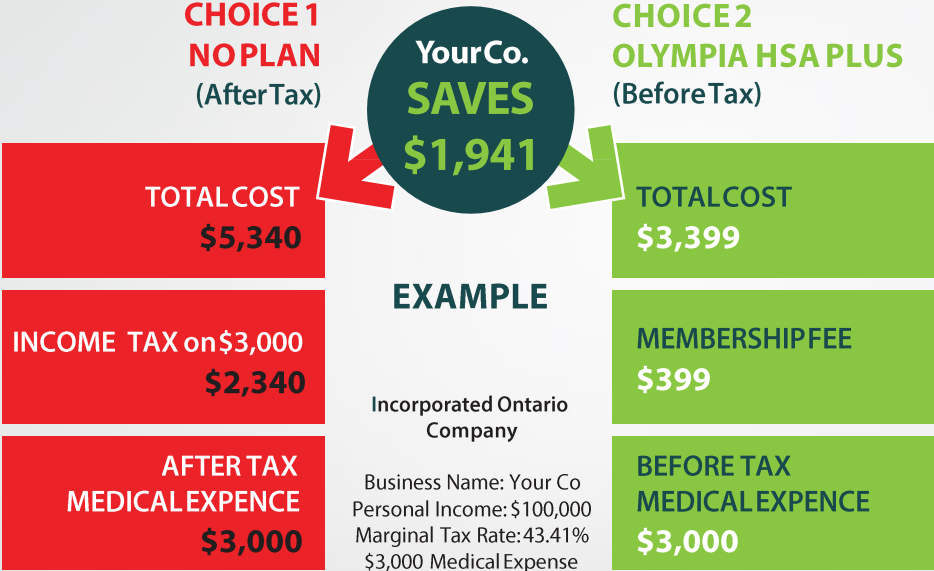 CHOICE 1
NO PLAN
(After Tax)
Your Co.
SAVES
$1,941
CHOICE 2
OLYMPIA HSA PLUS
(Before Tax)
TOTAL COST
$5,340
INCOME TAX on $3,000
$2,340
AFTER TAX
MEDICAL EXPENCE
$3,000
EXAMPLE
Incorporated Ontario
Company
Business Name: Your Co
Personal Income: $100,000
Marginal Tax Rate: 43.41%
$3,000 Medical Expense
TOTAL COST
$3,399
MEMBERSHIP FEE
$399
BEFORE TAX
MEDICAL EXPENCE
$3,000